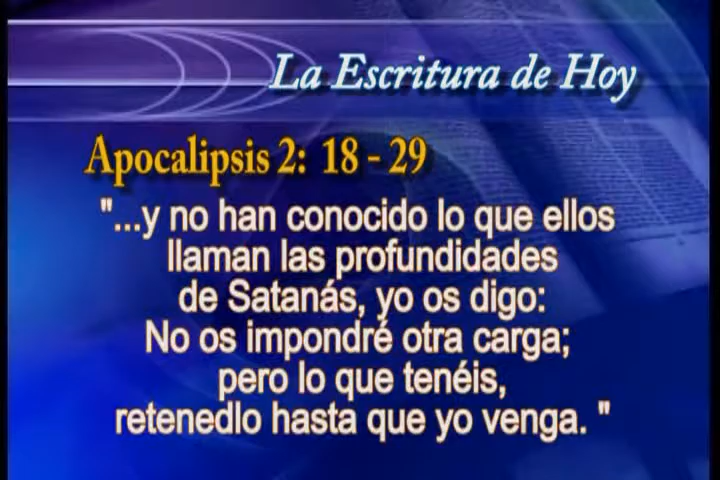 La Escritura de Hoy
Apocalipsis 2: 18 - 29
"...y no han conocido lo que ellos
llaman las profundidades
de Satanás, yo os digo:
No os impondré otra carga;
pero lo que tenéis,
retenedlo hasta que yo venga. "